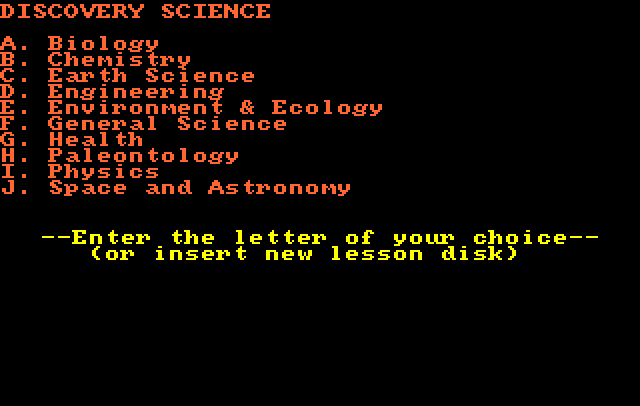 DISCOVERY SCIENCE
A. Biology
B. Chemistry
C. Earth Science
D. Engineering
E. Environment & Ecology
F. General Science
G. Health
H. Paleontology
I. Physics
J. Space and Astronomy
--Enter the letter of your choice--
(or insert new lesson disk)